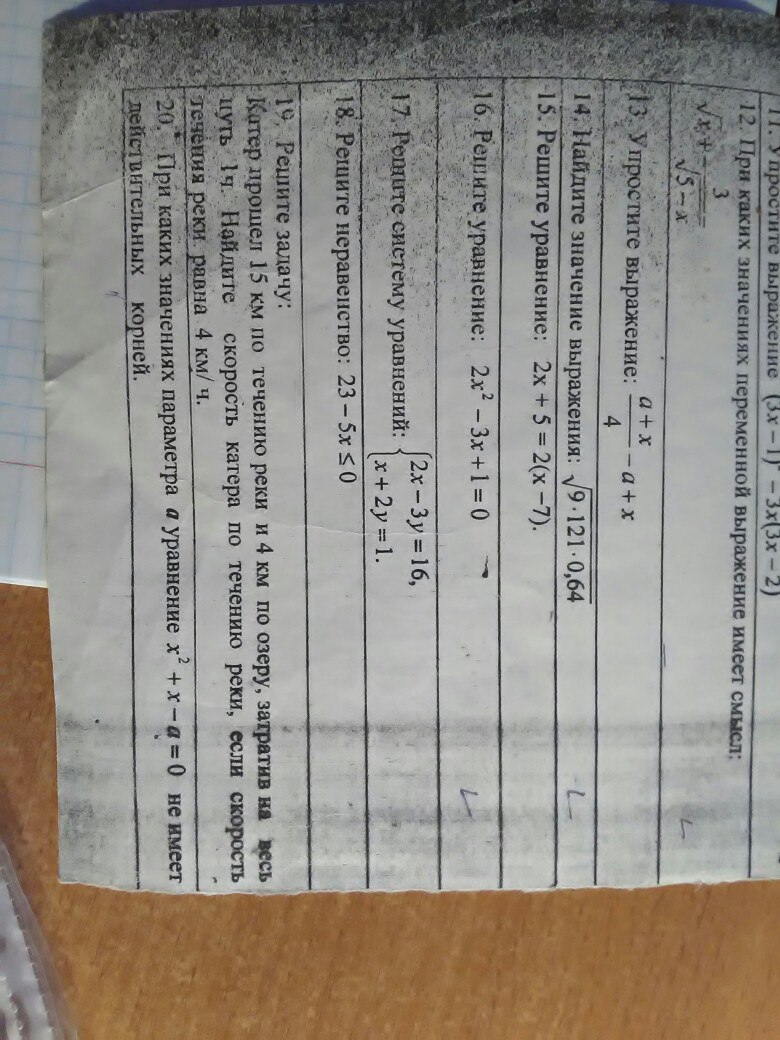 11. Упростите выражение (3x − 1)² − 3x(3x − 2)
12. При каких значениях переменной выражение имеет смысл:
√x + 3/√(5 − x)
13. Упростите выражение: (a + x)/4 − a + x
14. Найдите значение выражения: √(9·121·0,64)
15. Решите уравнение: 2x + 5 = 2(x − 7).
16. Решите уравнение: 2x² − 3x + 1 = 0
17. Решите систему уравнений: {2x − 3y = 16,
x + 2y = 1.
18. Решите неравенство: 23 − 5x ≤ 0
19. Решите задачу:
Катер прошел 15 км по течению реки и 4 км по озеру, затратив на весь
путь 1ч. Найдите скорость катера по течению реки, если скорость
течения реки равна 4 км/ч.
20. При каких значениях параметра a уравнение x² + x − a = 0 не имеет
действительных корней.